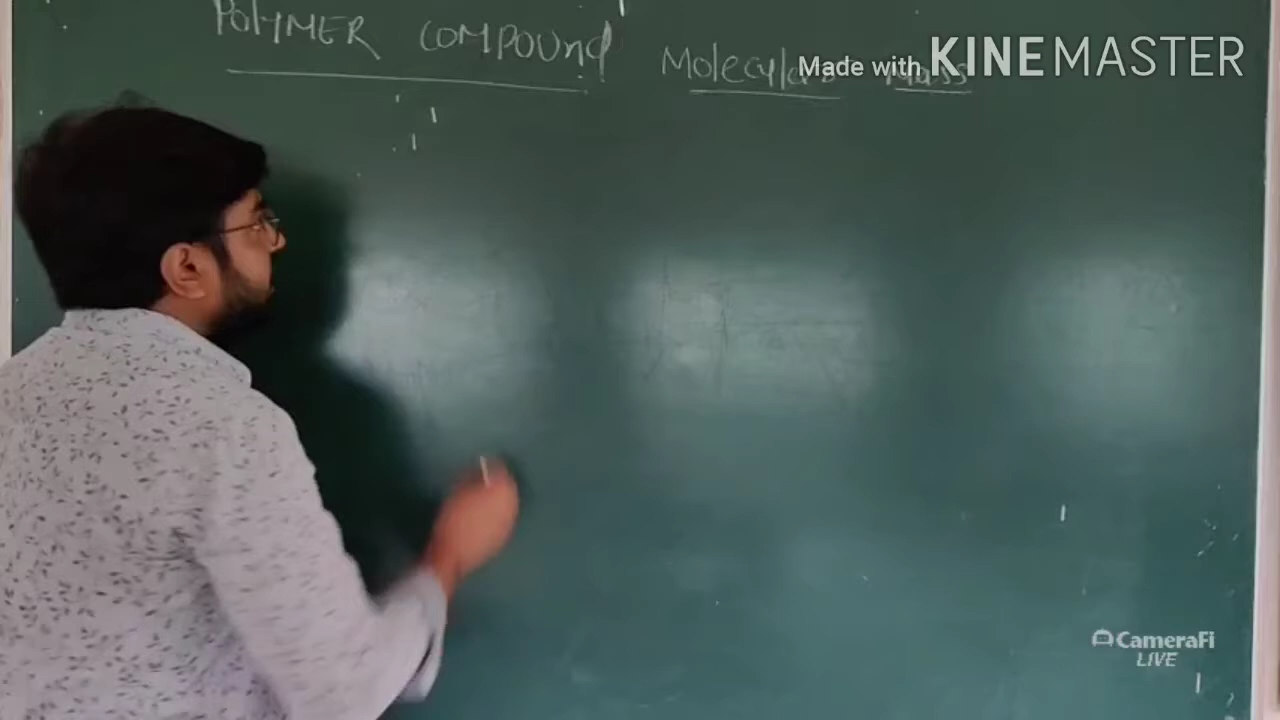 POLYMER COMPOUND
Molecular Mass
Made with KINEMASTER
CameraFi
LIVE